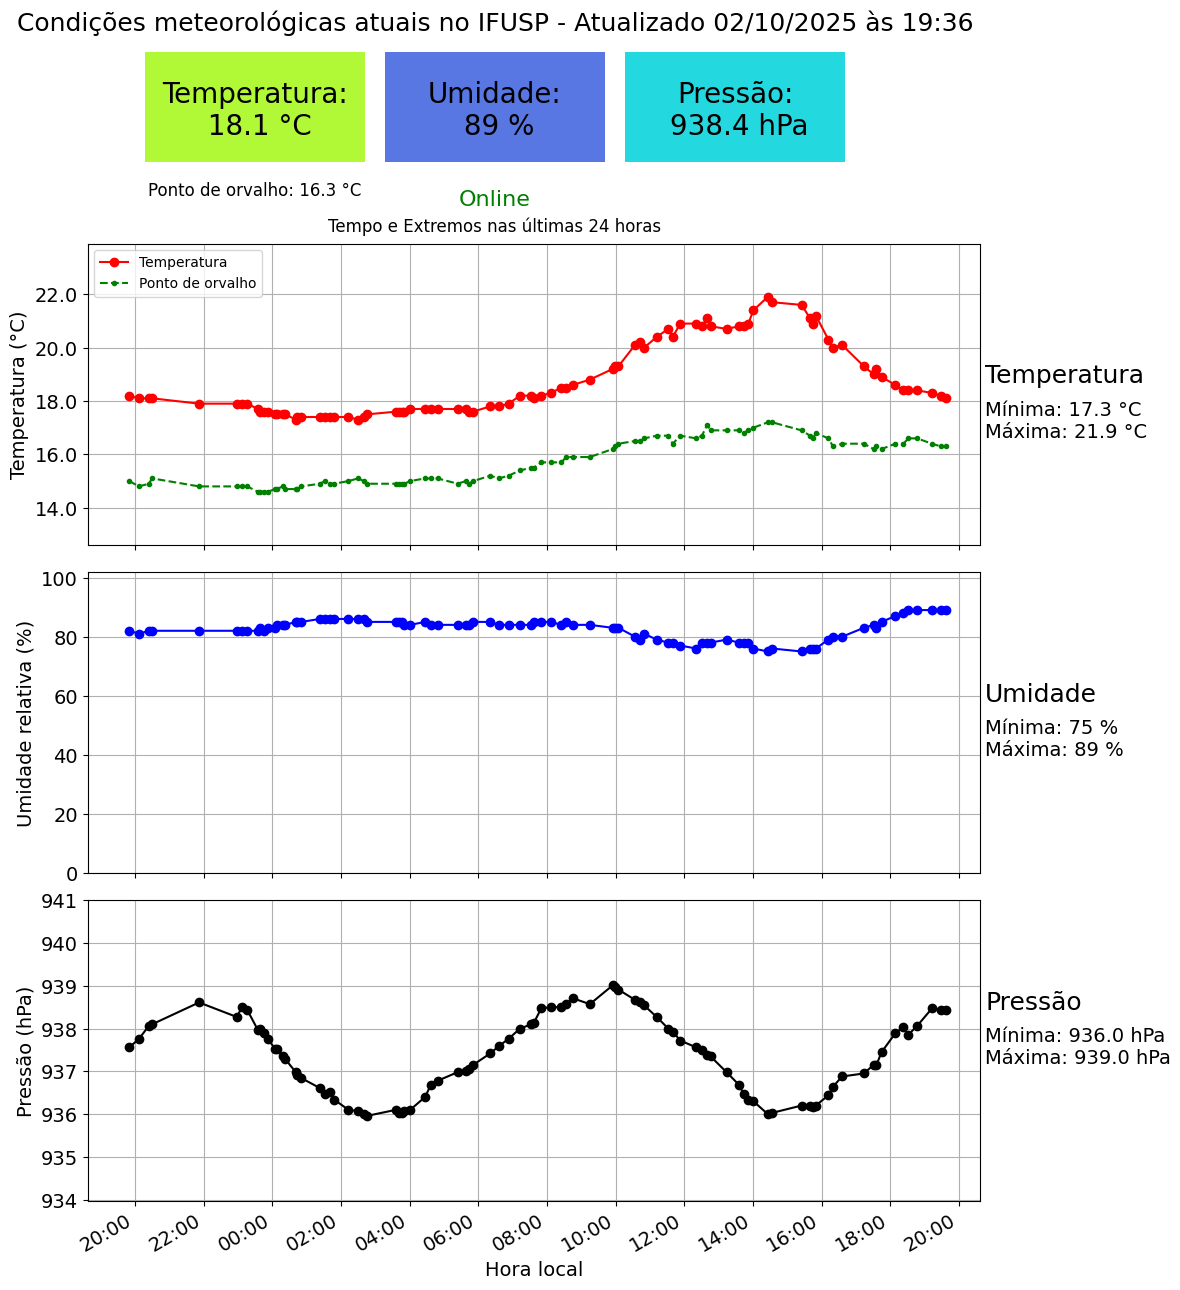 Condições meteorológicas atuais no IFUSP - Atualizado 02/10/2025 às 19:36
Temperatura:
18.1 °C
Umidade:
89 %
Pressão:
938.4 hPa
Ponto de orvalho: 16.3 °C
Online
Tempo e Extremos nas últimas 24 horas
Temperatura
Ponto de orvalho
Temperatura (°C)
22.0
20.0
18.0
16.0
14.0
Temperatura
Mínima: 17.3 °C
Máxima: 21.9 °C
Umidade relativa (%)
100
80
60
40
20
0
Umidade
Mínima: 75 %
Máxima: 89 %
Pressão (hPa)
941
940
939
938
937
936
935
934
Pressão
Mínima: 936.0 hPa
Máxima: 939.0 hPa
20:00 22:00 00:00 02:00 04:00 06:00 08:00 10:00 12:00 14:00 16:00 18:00 20:00
Hora local